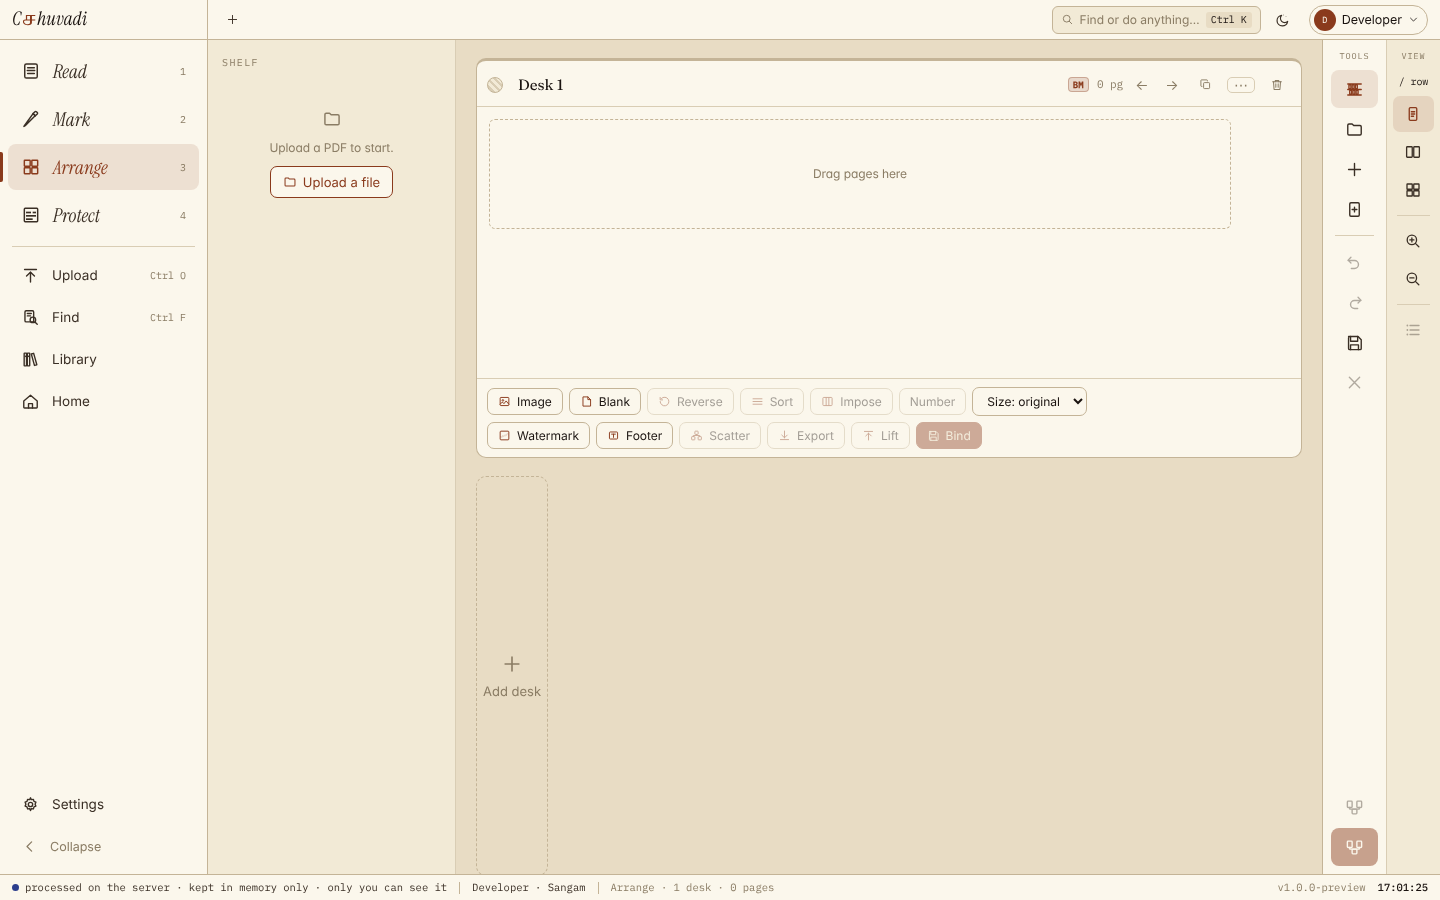 Cசுhuvadi
Find or do anything... Ctrl K
D Developer
Read 1
Mark 2
Arrange 3
Protect 4
Upload Ctrl O
Find Ctrl F
Library
Home
Settings
Collapse
SHELF
Upload a PDF to start.
Upload a file
Desk 1
BM 0 pg
Drag pages here
Image Blank Reverse Sort Impose Number Size: original
Watermark Footer Scatter Export Lift Bind
Add desk
TOOLS
VIEW
/ row
processed on the server · kept in memory only · only you can see it | Developer · Sangam | Arrange · 1 desk · 0 pages
v1.0.0-preview 17:01:25